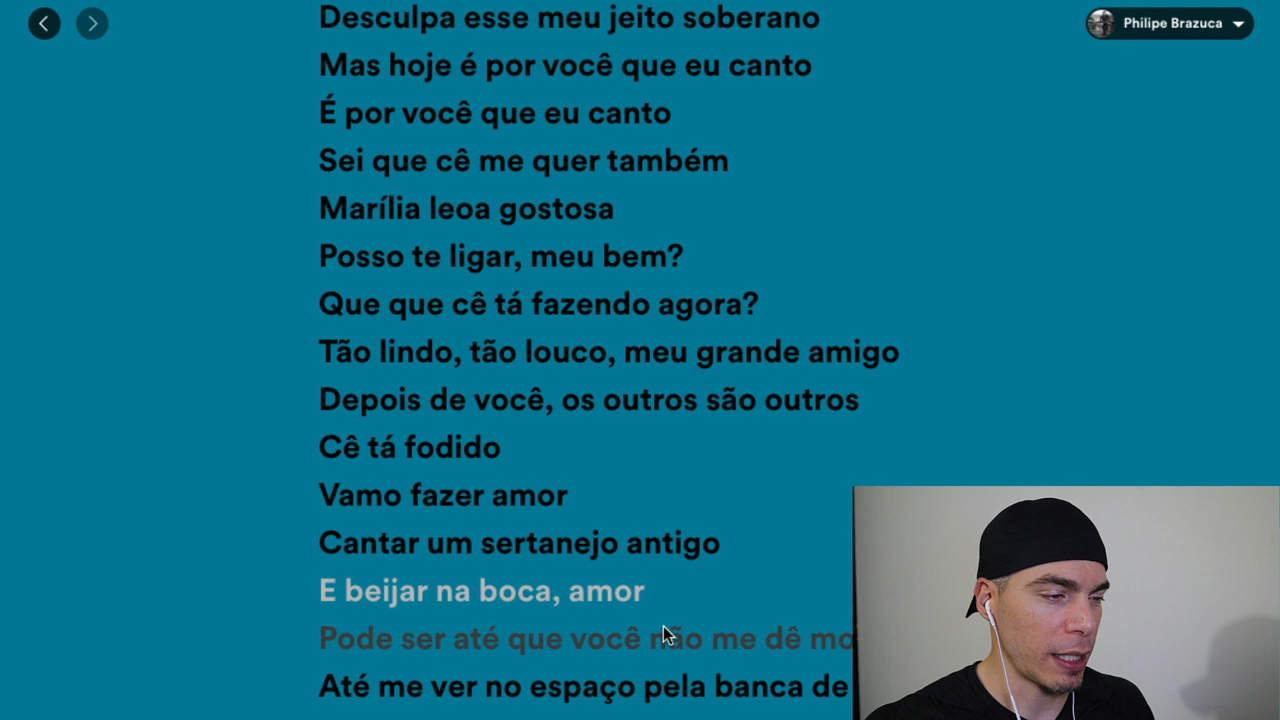 Philipe Brazuca
Desculpa esse meu jeito soberano
Mas hoje é por você que eu canto
É por você que eu canto
Sei que cê me quer também
Marília leoa gostosa
Posso te ligar, meu bem?
Que que cê tá fazendo agora?
Tão lindo, tão louco, meu grande amigo
Depois de você, os outros são outros
Cê tá fodido
Vamo fazer amor
Cantar um sertanejo antigo
E beijar na boca, amor
Pode ser até que você não me dê mo
Até me ver no espaço pela banca de